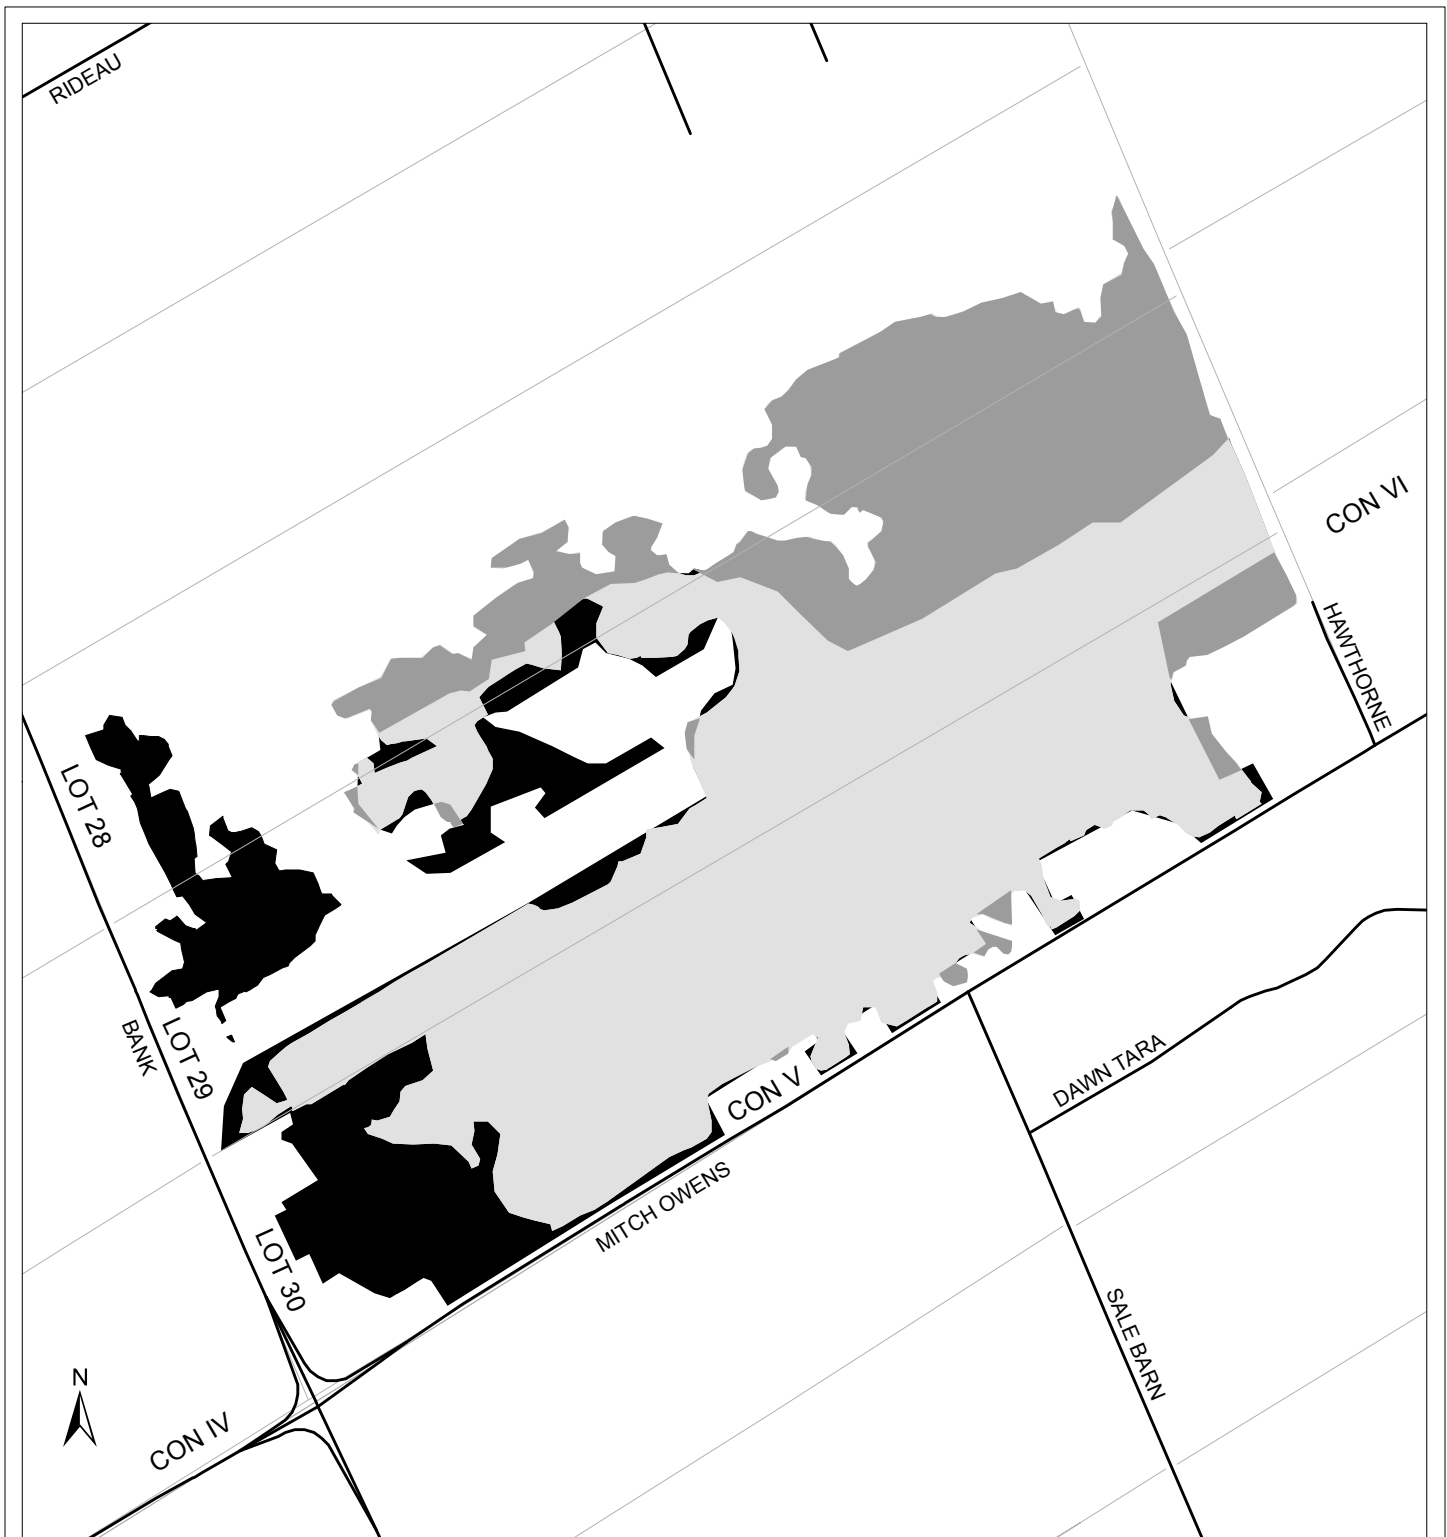 RIDEAU
CON VI
HAWTHORNE
LOT 28
BANK
LOT 29
DAWN TARA
CON V
MITCH OWENS
LOT 30
SALE BARN
N
CON IV